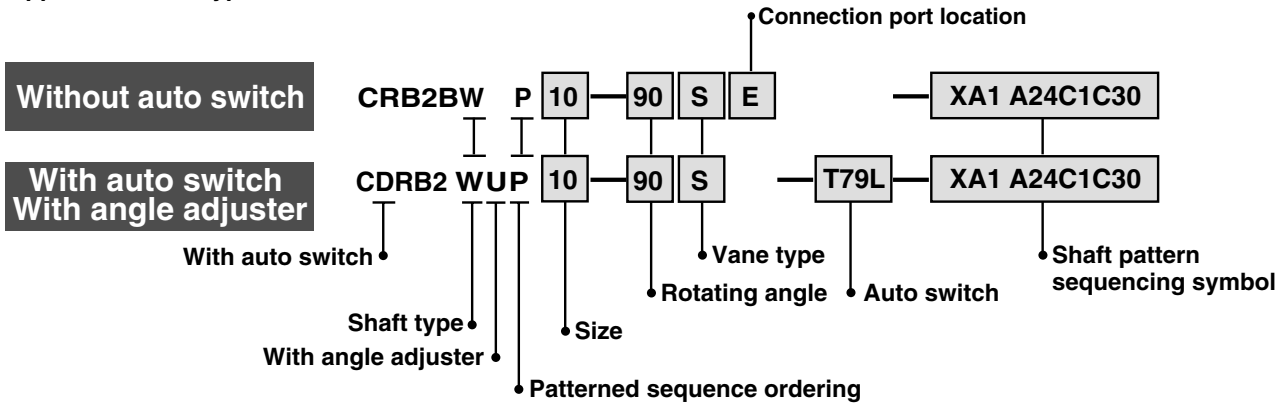 Connection port location
Without auto switch CRB2BW P 10 — 90 S E — XA1 A24C1C30
With auto switch
With angle adjuster
CDRB2 WUP 10 — 90 S — T79L — XA1 A24C1C30
With auto switch
Vane type
Shaft pattern
sequencing symbol
Rotating angle
Auto switch
Shaft type
Size
With angle adjuster
Patterned sequence ordering